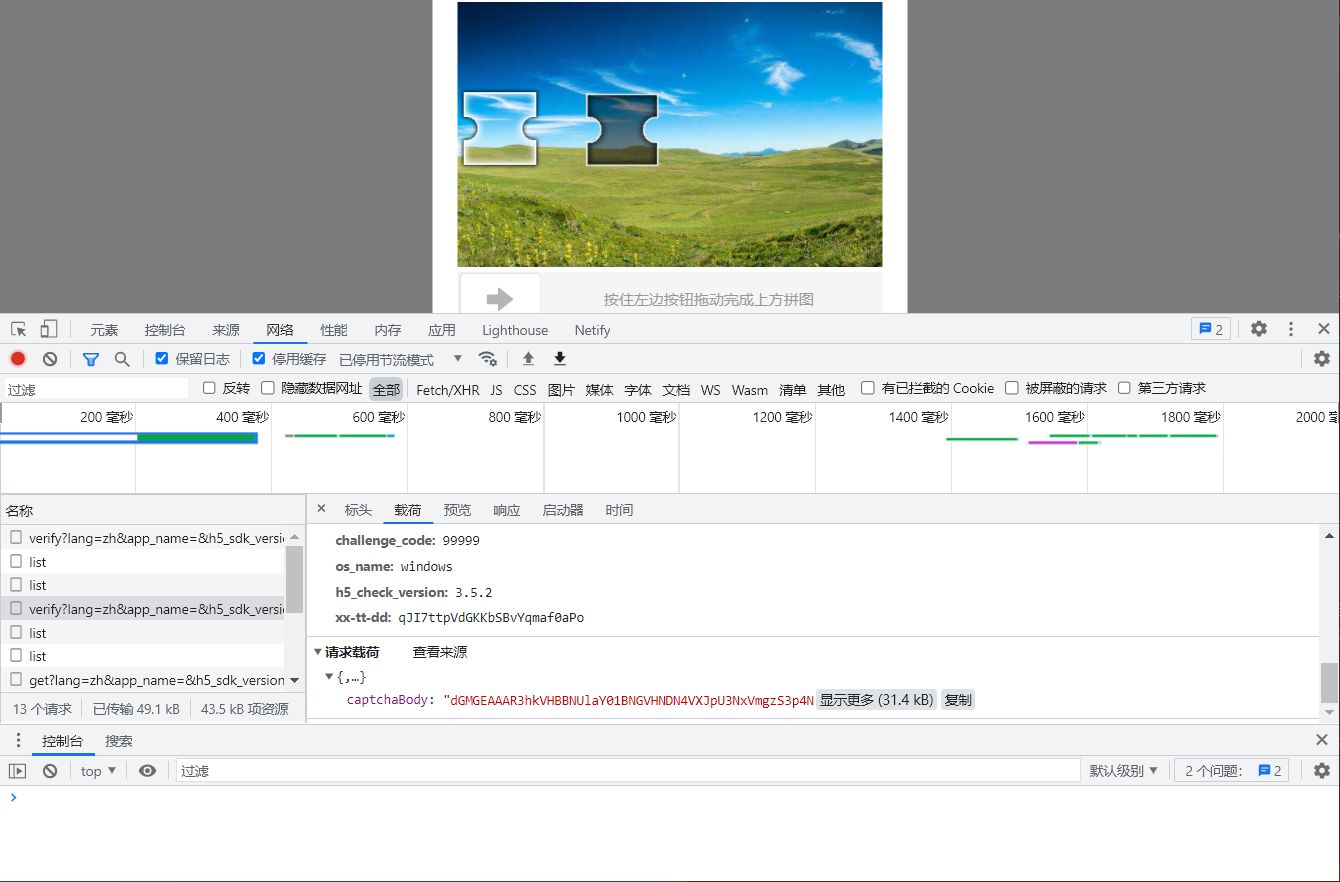 按住左边按钮拖动完成上方拼图
元素 控制台 来源 网络 性能 内存 应用 Lighthouse Netify 2
保留日志 停用缓存 已停用节流模式
过滤 反转 隐藏数据网址 全部 Fetch/XHR JS CSS 图片 媒体 字体 文档 WS Wasm 清单 其他 有已拦截的 Cookie 被屏蔽的请求 第三方请求
200 毫秒 400 毫秒 600 毫秒 800 毫秒 1000 毫秒 1200 毫秒 1400 毫秒 1600 毫秒 1800 毫秒 2000 毫
名称
verify?lang=zh&app_name=&h5_sdk_versi
list
list
verify?lang=zh&app_name=&h5_sdk_versi
list
list
get?lang=zh&app_name=&h5_sdk_version
13 个请求 已传输 49.1 kB 43.5 kB 项资源
标头 载荷 预览 响应 启动器 时间
challenge_code: 99999
os_name: windows
h5_check_version: 3.5.2
xx-tt-dd: qJI7ttpVdGKKbSBvYqmaf0aPo
请求载荷 查看来源
{,…}
captchaBody: "dGMGEAAAR3hkVHBBNUlaY01BNGVHNDN4VXJpU3NxVmgzS3p4N 显示更多 (31.4 kB) 复制
控制台 搜索
top 过滤 默认级别 2 个问题: 2